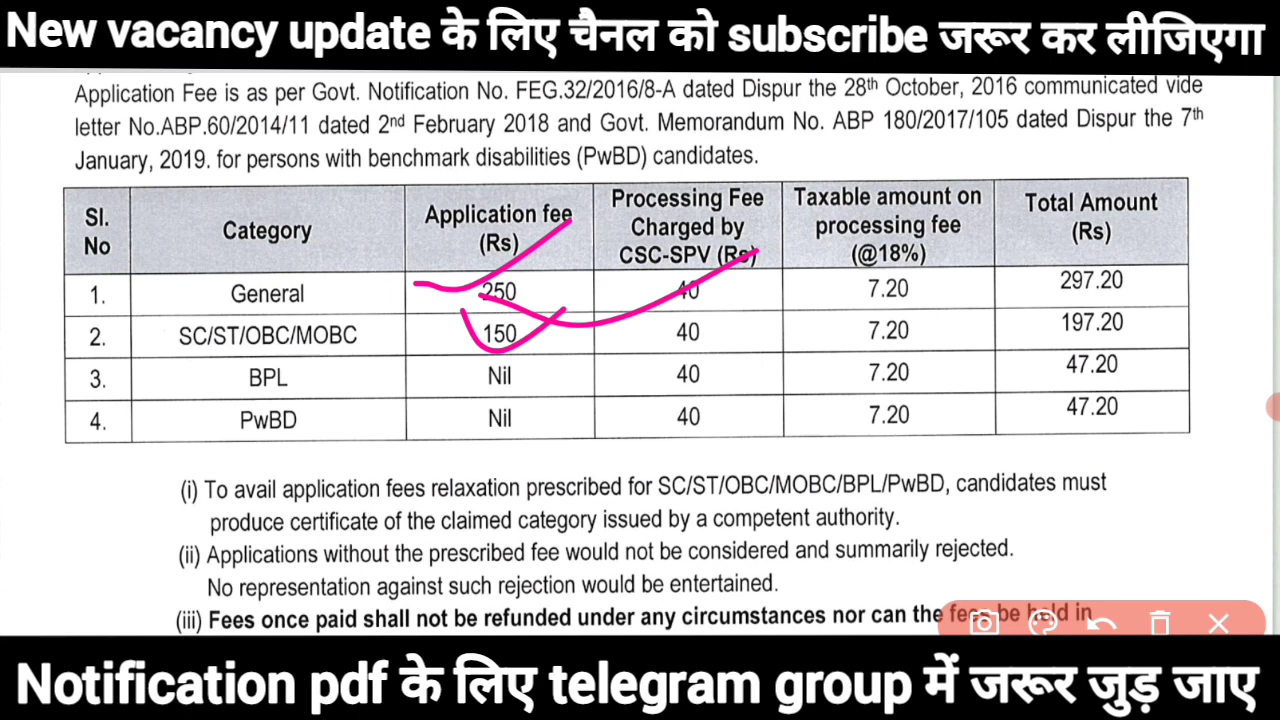 New vacancy update के लिए चैनल को subscribe जरूर कर लीजिएगा
Application Fee is as per Govt. Notification No. FEG.32/2016/8-A dated Dispur the 28th October, 2016 communicated vide
letter No.ABP.60/2014/11 dated 2nd February 2018 and Govt. Memorandum No. ABP 180/2017/105 dated Dispur the 7th
January, 2019. for persons with benchmark disabilities (PwBD) candidates.
Sl. No Category Application fee (Rs) Processing Fee Charged by CSC-SPV (Rs) Taxable amount on processing fee (@18%) Total Amount (Rs)
1. General 250 40 7.20 297.20
2. SC/ST/OBC/MOBC 150 40 7.20 197.20
3. BPL Nil 40 7.20 47.20
4. PwBD Nil 40 7.20 47.20
(i) To avail application fees relaxation prescribed for SC/ST/OBC/MOBC/BPL/PwBD, candidates must
produce certificate of the claimed category issued by a competent authority.
(ii) Applications without the prescribed fee would not be considered and summarily rejected.
No representation against such rejection would be entertained.
(iii) Fees once paid shall not be refunded under any circumstances nor can the fees be held in
Notification pdf के लिए telegram group में जरूर जुड़ जाए